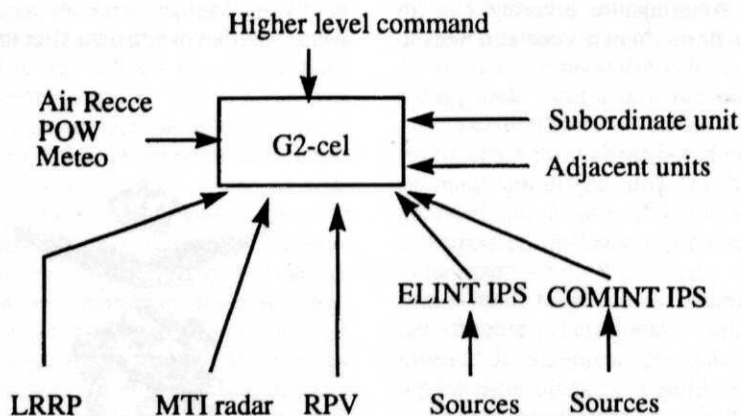 Higher level command
Air Recce
POW
Meteo
G2-cel
Subordinate unit
Adjacent units
ELINT IPS
COMINT IPS
LRRP
MTI radar
RPV
Sources
Sources